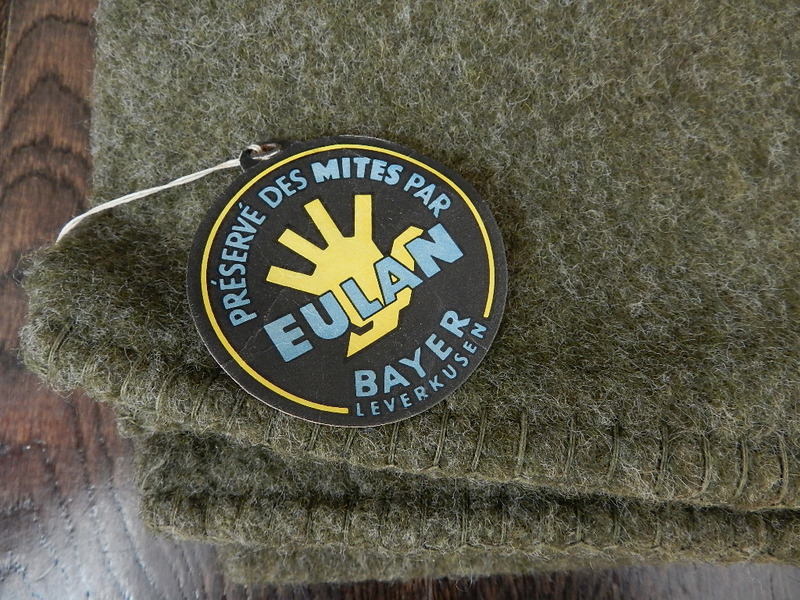 PRÉSERVÉ DES MITES PAR
EULAN
BAYER
LEVERKUSEN